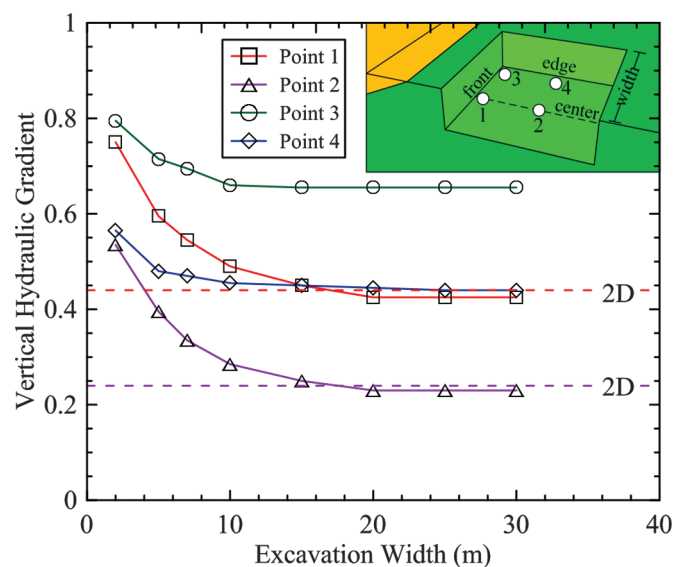 1
0.8
0.6
0.4
0.2
0
0
10
20
30
40
Vertical Hydraulic Gradient
Excavation Width (m)
Point 1
Point 2
Point 3
Point 4
front
edge
center
width
3
4
1
2
2D
2D